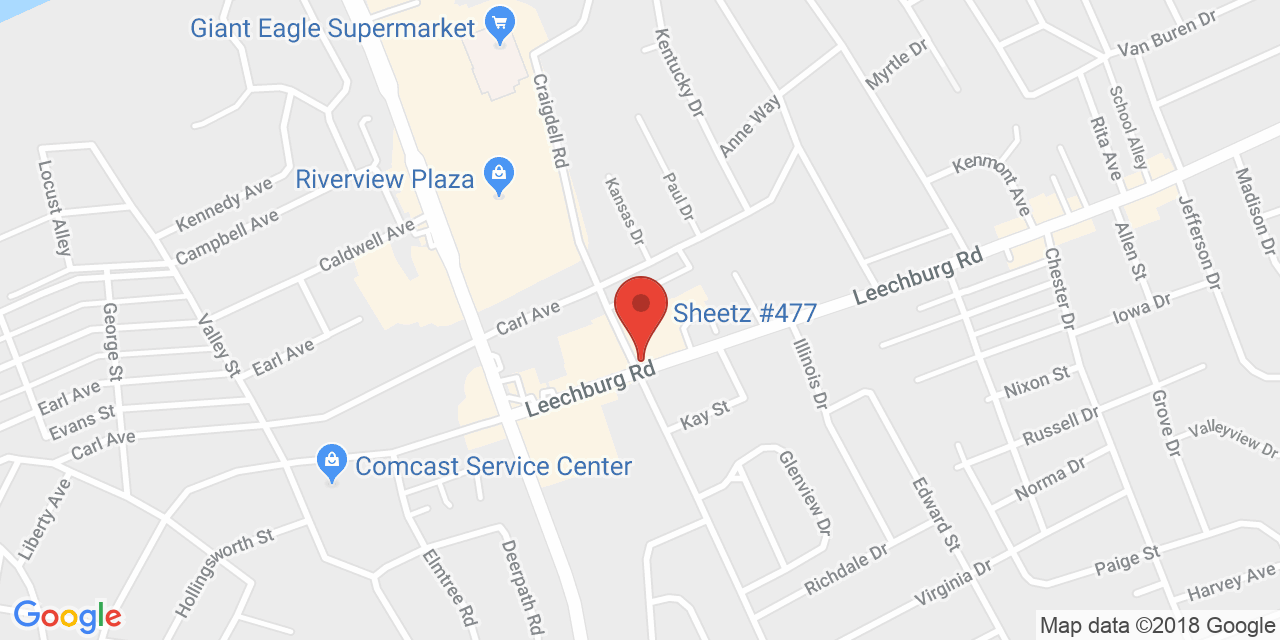 Giant Eagle Supermarket
Van Buren Dr
Kentucky Dr
Myrtle Dr
Craigdell Rd
Anne Way
School Alley
Rita Ave
Riverview Plaza
Kenmont Ave
Locust Alley
Kennedy Ave
Kansas Dr
Paul Dr
Madison Dr
Campbell Ave
Caldwell Ave
Jefferson Dr
Allen St
Leechburg Rd
Chester Dr
Carl Ave
Sheetz #477
Iowa Dr
George St
Valley St
Earl Ave
Illinois Dr
Leechburg Rd
Nixon St
Earl Ave
Evans St
Kay St
Grove Dr
Russell Dr
Carl Ave
Valleyview Dr
Comcast Service Center
Glenview Dr
Norma Dr
Liberty Ave
Edward St
Hollingsworth St
Elmtree Rd
Deerpath Rd
Richdale Dr
Virginia Dr
Paige St
Harvey Ave
Google
Map data ©2018 Google